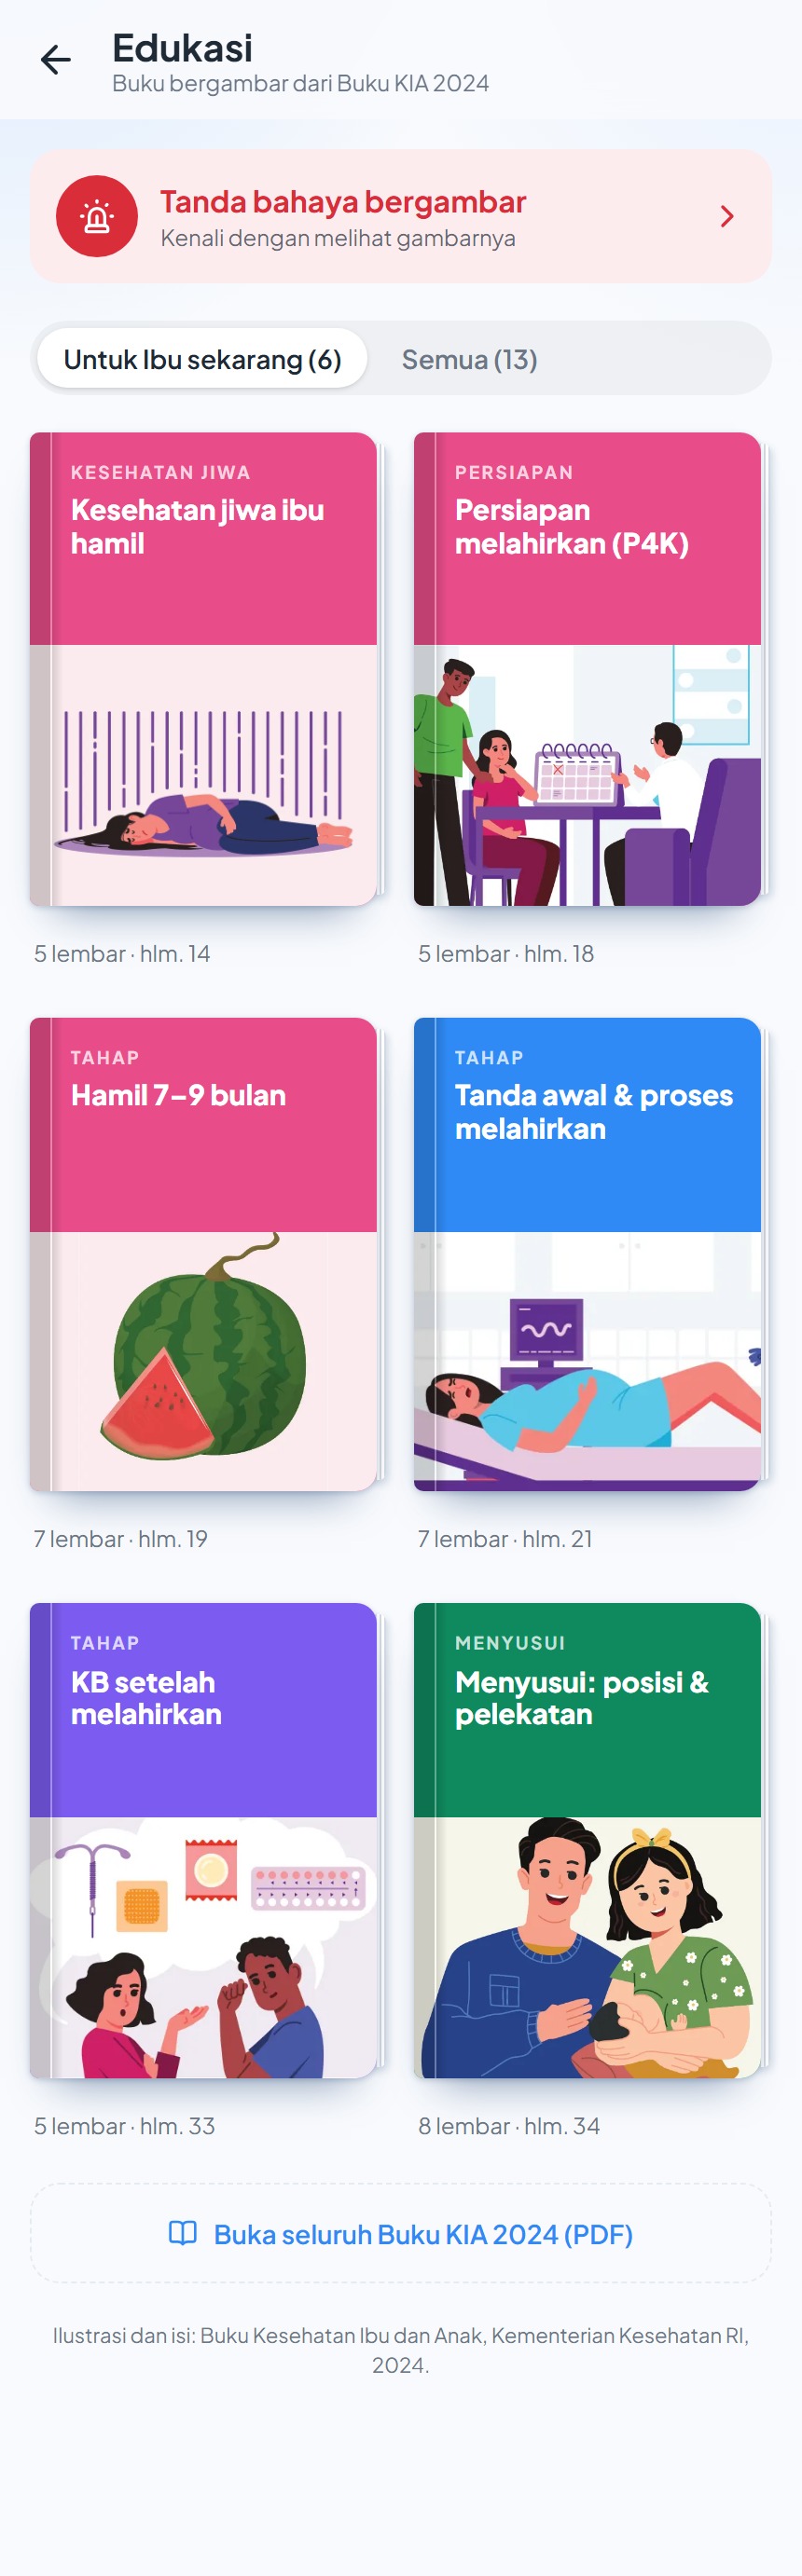 Edukasi
Buku bergambar dari Buku KIA 2024
Tanda bahaya bergambar
Kenali dengan melihat gambarnya
Untuk Ibu sekarang (6)
Semua (13)
KESEHATAN JIWA
Kesehatan jiwa ibu
hamil
5 lembar · hlm. 14
PERSIAPAN
Persiapan
melahirkan (P4K)
5 lembar · hlm. 18
TAHAP
Hamil 7–9 bulan
7 lembar · hlm. 19
TAHAP
Tanda awal & proses
melahirkan
7 lembar · hlm. 21
TAHAP
KB setelah
melahirkan
5 lembar · hlm. 33
MENYUSUI
Menyusui: posisi &
pelekatan
8 lembar · hlm. 34
Buka seluruh Buku KIA 2024 (PDF)
Ilustrasi dan isi: Buku Kesehatan Ibu dan Anak, Kementerian Kesehatan RI,
2024.